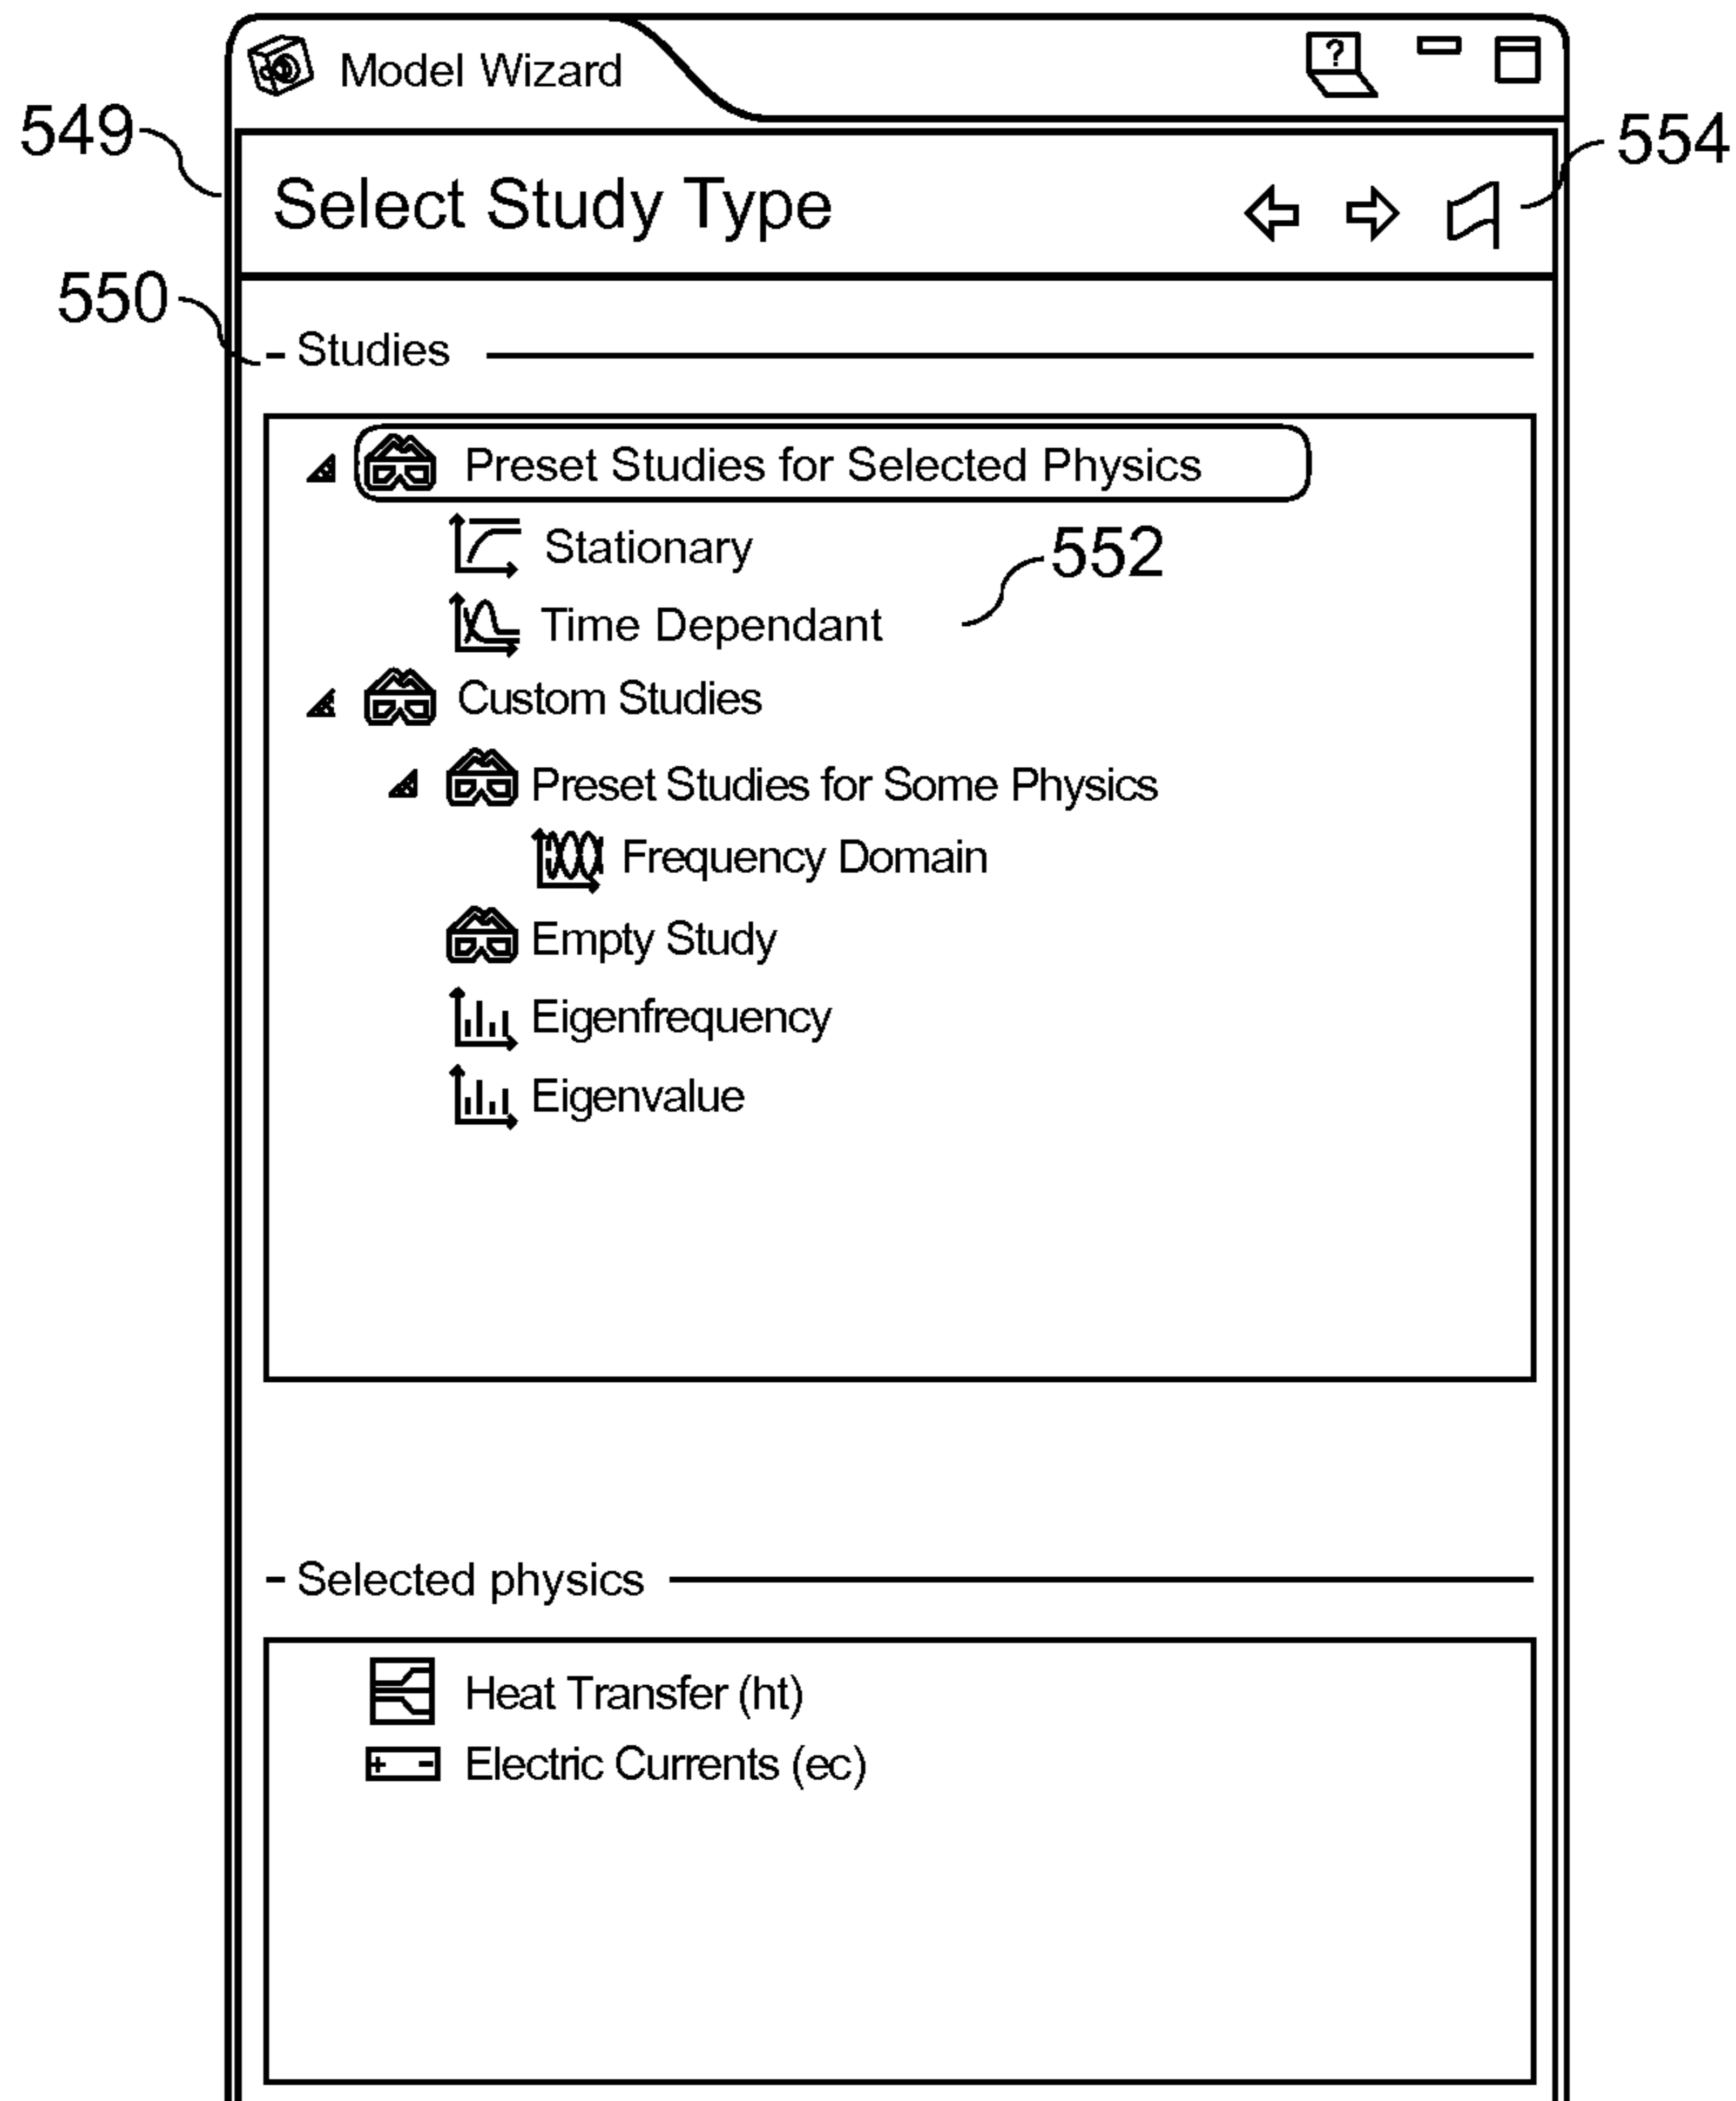 Model Wizard
?
549
554
Select Study Type
550
Studies
Preset Studies for Selected Physics
Stationary
552
Time Dependant
Custom Studies
Preset Studies for Some Physics
Frequency Domain
Empty Study
Eigenfrequency
Eigenvalue
Selected physics
Heat Transfer (ht)
+ -
Electric Currents (ec)